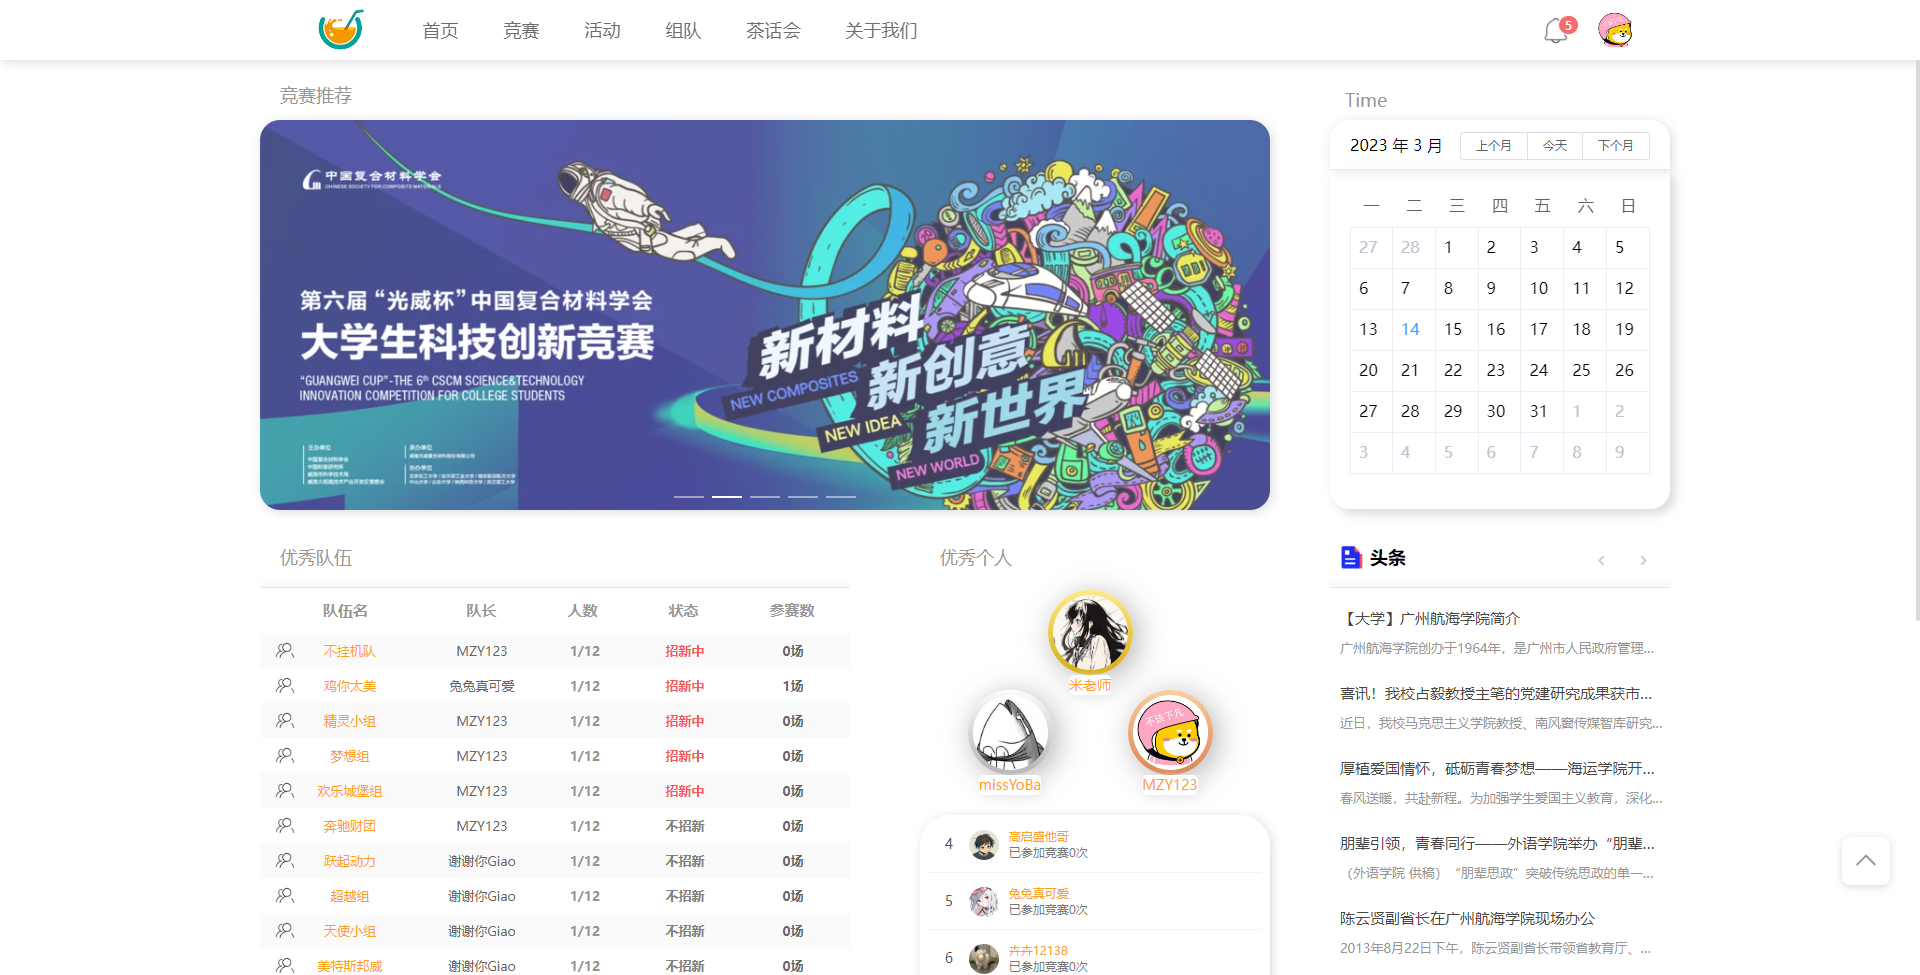 首页 竞赛 活动 组队 茶话会 关于我们 5
竞赛推荐
中国复合材料学会
CHINESE SOCIETY FOR COMPOSITE MATERIALS
第六届“光威杯”中国复合材料学会
大学生科技创新竞赛
“GUANGWEI CUP”-THE 6th CSCM SCIENCE&TECHNOLOGY
INNOVATION COMPETITION FOR COLLEGE STUDENTS
主办单位
中国复合材料学会
承办单位
协办单位
新材料
NEW COMPOSITES
新创意
NEW IDEA
新世界
NEW WORLD
Time
2023 年 3 月 上个月 今天 下个月
一 二 三 四 五 六 日
27 28 1 2 3 4 5
6 7 8 9 10 11 12
13 14 15 16 17 18 19
20 21 22 23 24 25 26
27 28 29 30 31 1 2
3 4 5 6 7 8 9
优秀队伍
队伍名 队长 人数 状态 参赛数
不挂机队 MZY123 1/12 招新中 0场
鸡你太美 兔兔真可爱 1/12 招新中 1场
精灵小组 MZY123 1/12 招新中 0场
梦想组 MZY123 1/12 招新中 0场
欢乐城堡组 MZY123 1/12 招新中 0场
奔驰财团 MZY123 1/12 不招新 0场
跃起动力 谢谢你Giao 1/12 不招新 0场
超越组 谢谢你Giao 1/12 不招新 0场
天使小组 谢谢你Giao 1/12 不招新 0场
美特斯邦威 谢谢你Giao 1/12 不招新 0场
优秀个人
米老师
missYoBa
不该下凡
MZY123
4 高启盛他哥
已参加竞赛0次
5 兔兔真可爱
已参加竞赛0次
6 卉卉12138
已参加竞赛0次
头条
【大学】广州航海学院简介
广州航海学院创办于1964年，是广州市人民政府管理...
喜讯！我校占毅教授主笔的党建研究成果获市...
近日，我校马克思主义学院教授、南风窗传媒智库研究...
厚植爱国情怀，砥砺青春梦想——海运学院开...
春风送暖，共赴新程。为加强学生爱国主义教育，深化...
朋辈引领，青春同行——外语学院举办“朋辈...
（外语学院 供稿）“朋辈思政”突破传统思政的单一...
陈云贤副省长在广州航海学院现场办公
2013年8月22日下午，陈云贤副省长带领省教育厅、...